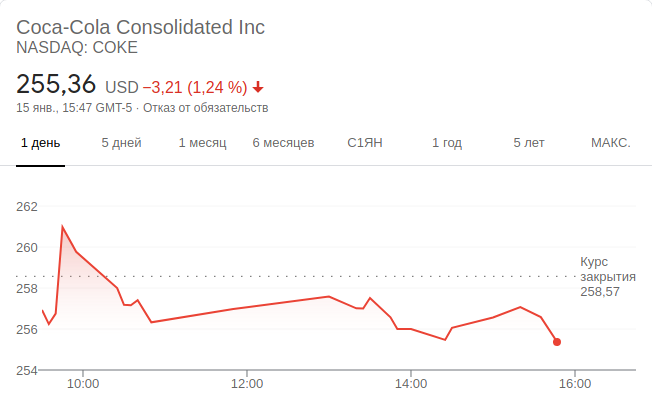 Coca-Cola Consolidated Inc
NASDAQ: COKE
255,36 USD −3,21 (1,24 %)
15 янв., 15:47 GMT-5 · Отказ от обязательств
1 день 5 дней 1 месяц 6 месяцев С1ЯН 1 год 5 лет МАКС.
262
260
Курс
закрытия
258,57
258
256
254
10:00 12:00 14:00 16:00